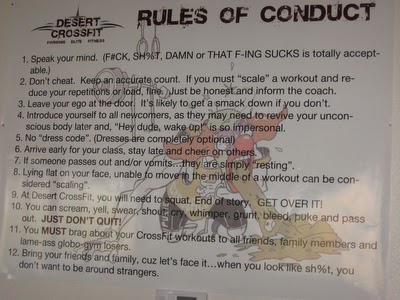 DESERT
CROSSFIT
FORGING ELITE FITNESS
RULES OF CONDUCT
1. Speak your mind. (F#CK, SH%T, DAMN or THAT F-ING SUCKS is totally accept-
able.)
2. Don't cheat. Keep an accurate count. If you must "scale" a workout and re-
duce your repetitions or load, fine. Just be honest and inform the coach.
3. Leave your ego at the door. It's likely to get a smack down if you don't.
4. Introduce yourself to all newcomers, as they may need to revive your uncon-
scious body later and, "Hey dude, wake up!" is so impersonal.
5. No "dress code". (Dresses are completely optional)
6. Arrive early for your class, stay late and cheer on others.
7. If someone passes out and/or vomits...they are simply "resting".
8. Lying flat on your face, unable to move in the middle of a workout can be con-
sidered "scaling".
9. At Desert CrossFit, you will need to squat. End of story. GET OVER IT!
10. You can scream, yell, swear, shout, cry, whimper, grunt, bleed, puke and pass
out. JUST DON'T QUIT!
11. You MUST brag about your CrossFit workouts to all friends, family members and
lame-ass globo-gym losers.
12. Bring your friends and family, cuz let's face it...when you look like sh%t, you
don't want to be around strangers.